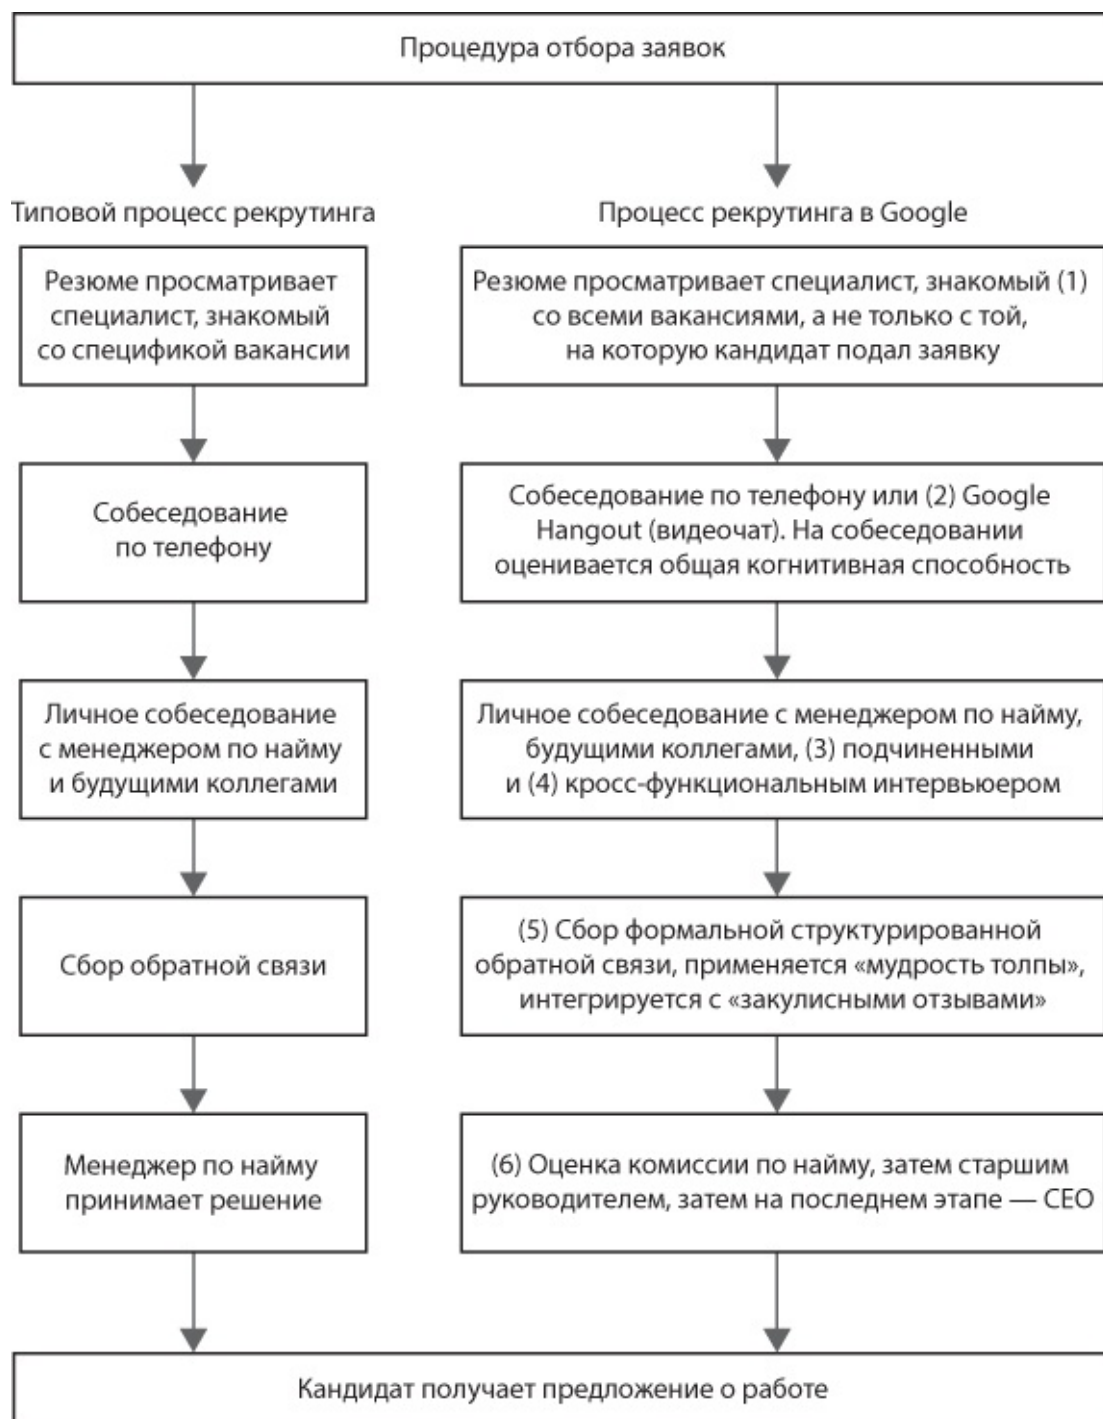 Процедура отбора заявок
Типовой процесс рекрутинга
Процесс рекрутинга в Google
Резюме просматривает
специалист, знакомый
со спецификой вакансии
Резюме просматривает специалист, знакомый (1)
со всеми вакансиями, а не только с той,
на которую кандидат подал заявку
Собеседование
по телефону
Собеседование по телефону или (2) Google
Hangout (видеочат). На собеседовании
оценивается общая когнитивная способность
Личное собеседование
с менеджером по найму
и будущими коллегами
Личное собеседование с менеджером по найму,
будущими коллегами, (3) подчиненными
и (4) кросс-функциональным интервьюером
Сбор обратной связи
(5) Сбор формальной структурированной
обратной связи, применяется «мудрость толпы»,
интегрируется с «закулисными отзывами»
Менеджер по найму
принимает решение
(6) Оценка комиссии по найму, затем старшим
руководителем, затем на последнем этапе — CEO
Кандидат получает предложение о работе